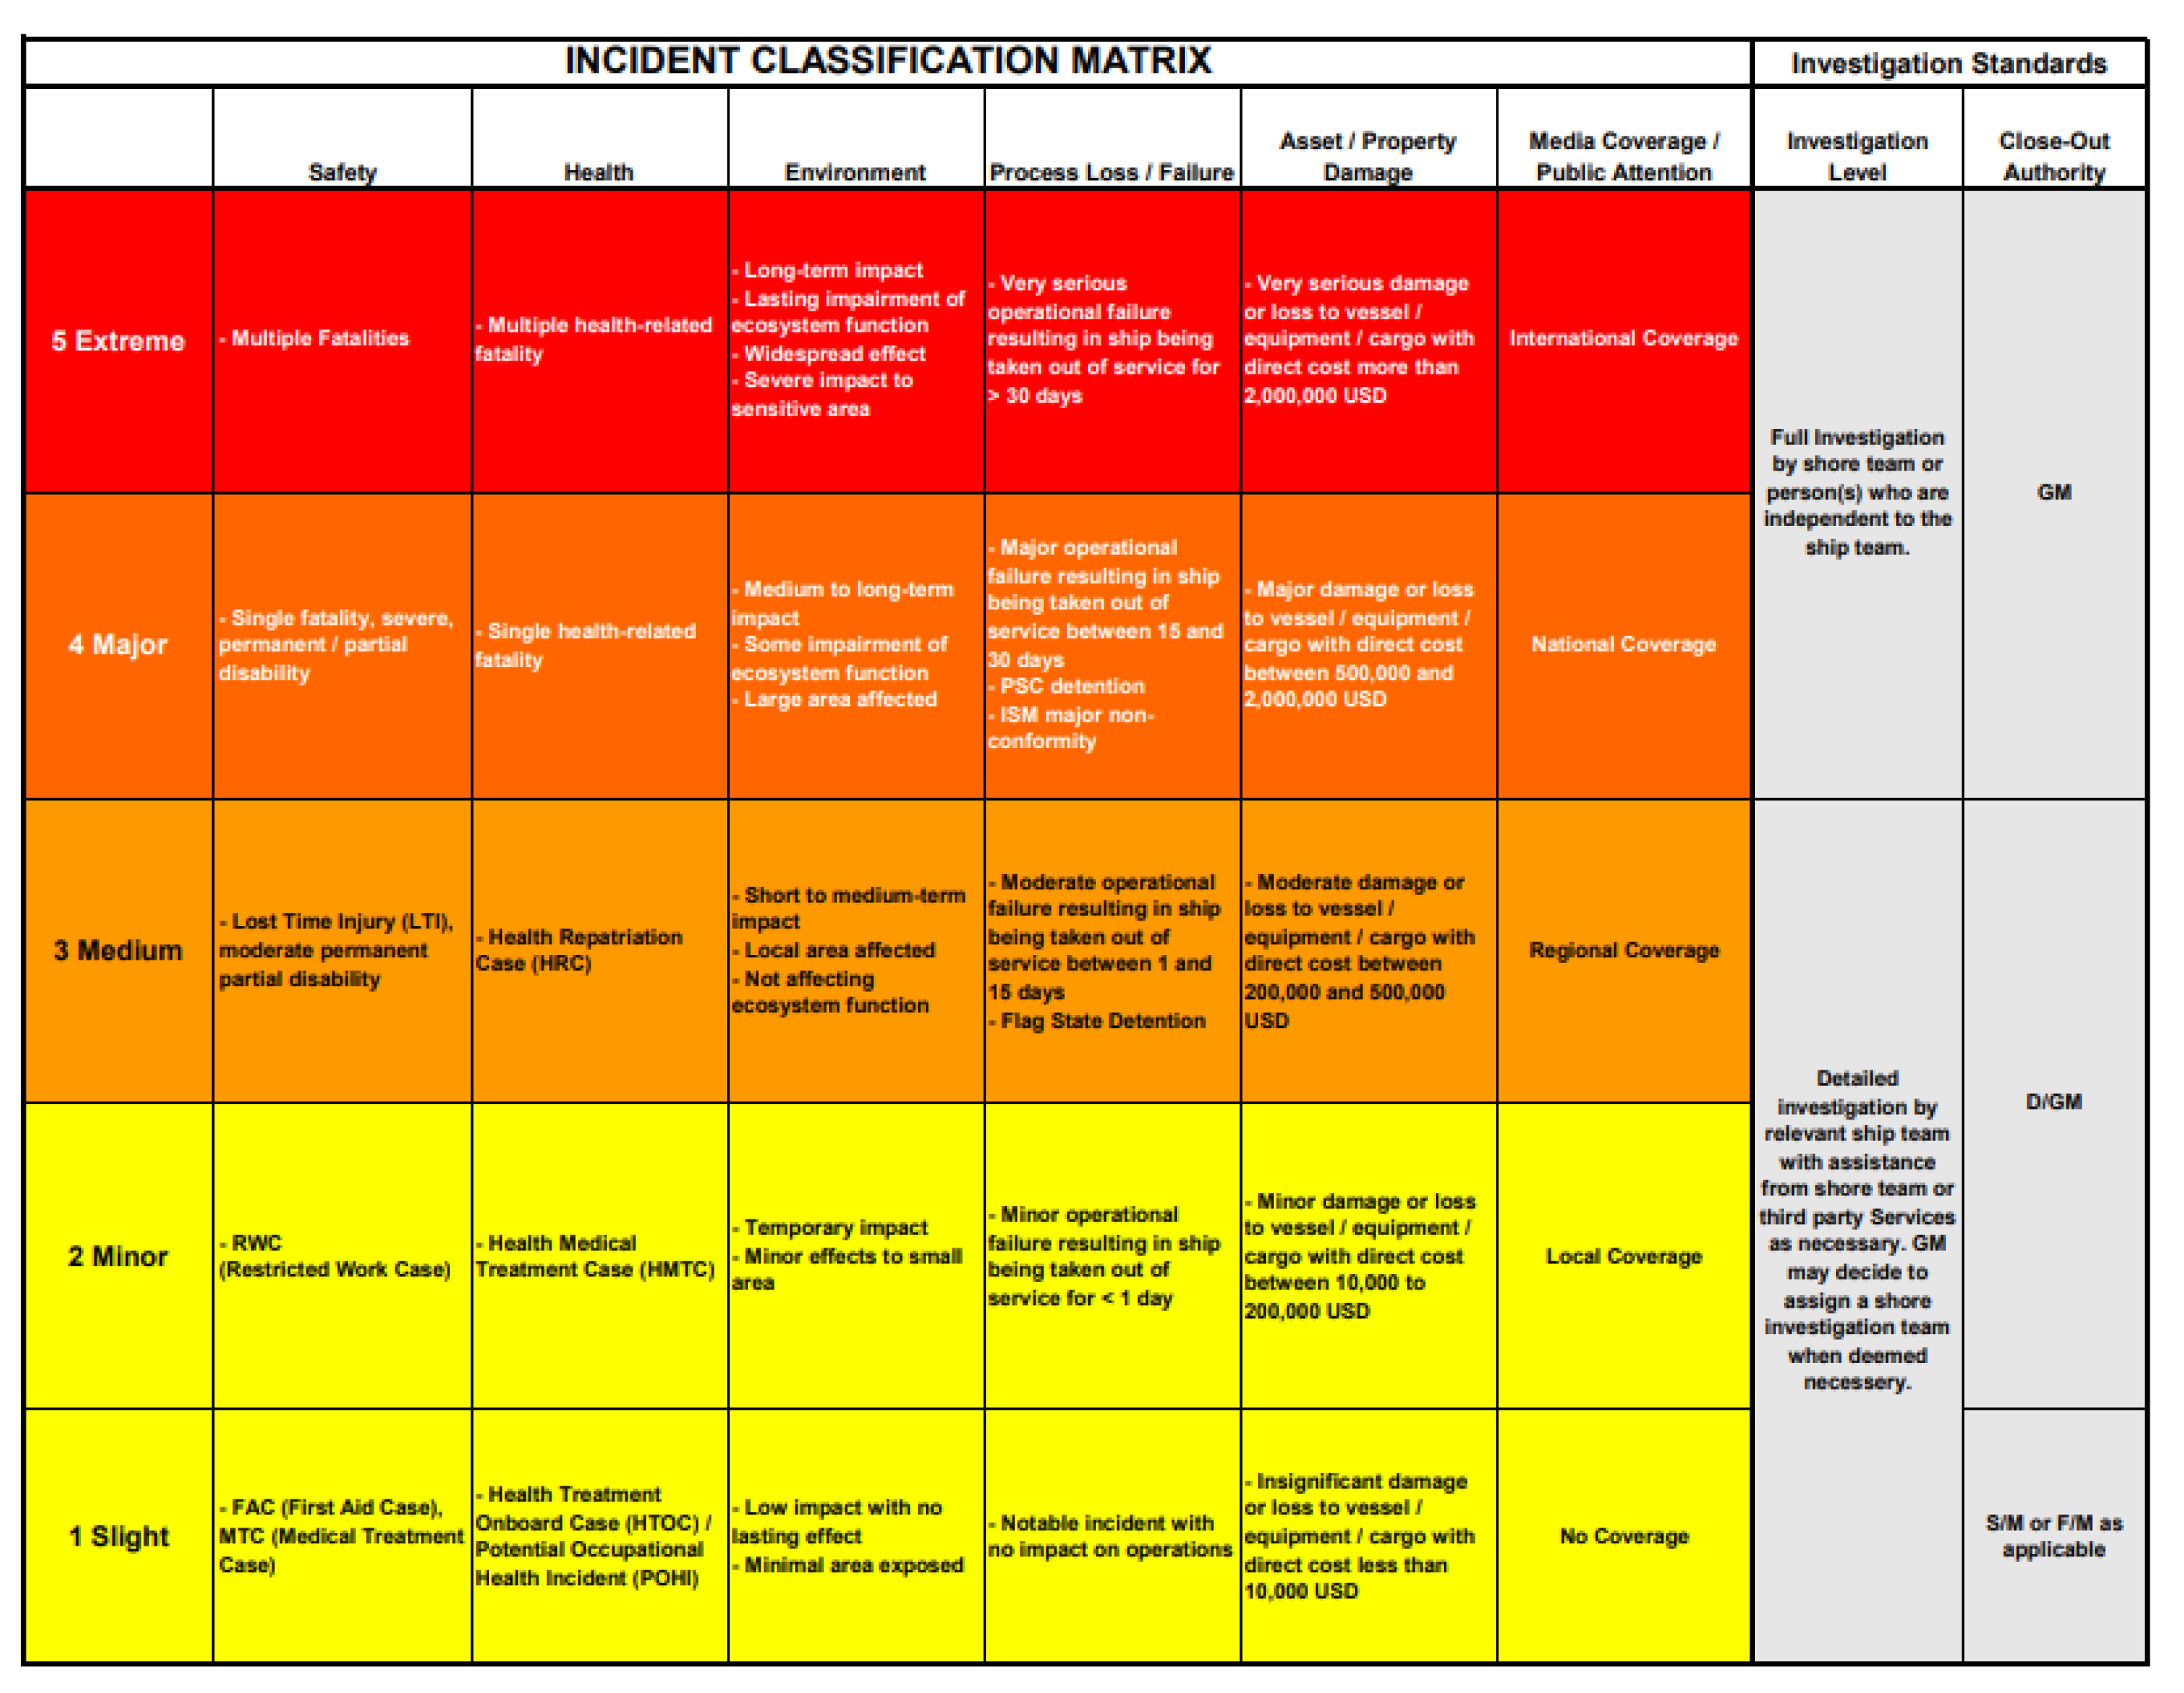 INCIDENT CLASSIFICATION MATRIX
Investigation Standards
Safety
Health
Environment
Process Loss / Failure
Asset / Property
Damage
Media Coverage /
Public Attention
Investigation
Level
Close-Out
Authority
5 Extreme
- Multiple Fatalities
- Multiple health-related
fatality
- Long-term impact
- Lasting impairment of
ecosystem function
- Widespread effect
- Severe impact to
sensitive area
- Very serious
operational failure
resulting in ship being
taken out of service for
> 30 days
- Very serious damage
or loss to vessel /
equipment / cargo with
direct cost more than
2,000,000 USD
International Coverage
Full Investigation
by shore team or
person(s) who are
independent to the
ship team.
GM
4 Major
- Single fatality, severe,
permanent / partial
disability
- Single health-related
fatality
- Medium to long-term
impact
- Some impairment of
ecosystem function
- Large area affected
- Major operational
failure resulting in ship
being taken out of
service between 15 and
30 days
- PSC detention
- ISM major non-
conformity
- Major damage or loss
to vessel / equipment /
cargo with direct cost
between 500,000 and
2,000,000 USD
National Coverage
3 Medium
- Lost Time Injury (LTI),
moderate permanent
partial disability
- Health Repatriation
Case (HRC)
- Short to medium-term
impact
- Local area affected
- Not affecting
ecosystem function
- Moderate operational
failure resulting in ship
being taken out of
service between 1 and
15 days
- Flag State Detention
- Moderate damage or
loss to vessel /
equipment / cargo with
direct cost between
200,000 and 500,000
USD
Regional Coverage
Detailed
investigation by
relevant ship team
with assistance
from shore team or
third party Services
as necessary. GM
may decide to
assign a shore
investigation team
when deemed
necessery.
D/GM
2 Minor
- RWC
(Restricted Work Case)
- Health Medical
Treatment Case (HMTC)
- Temporary impact
- Minor effects to small
area
- Minor operational
failure resulting in ship
being taken out of
service for < 1 day
- Minor damage or loss
to vessel / equipment /
cargo with direct cost
between 10,000 to
200,000 USD
Local Coverage
1 Slight
- FAC (First Aid Case),
MTC (Medical Treatment
Case)
- Health Treatment
Onboard Case (HTOC) /
Potential Occupational
Health Incident (POHI)
- Low impact with no
lasting effect
- Minimal area exposed
- Notable incident with
no impact on operations
- Insignificant damage
or loss to vessel /
equipment / cargo with
direct cost less than
10,000 USD
No Coverage
S/M or F/M as
applicable